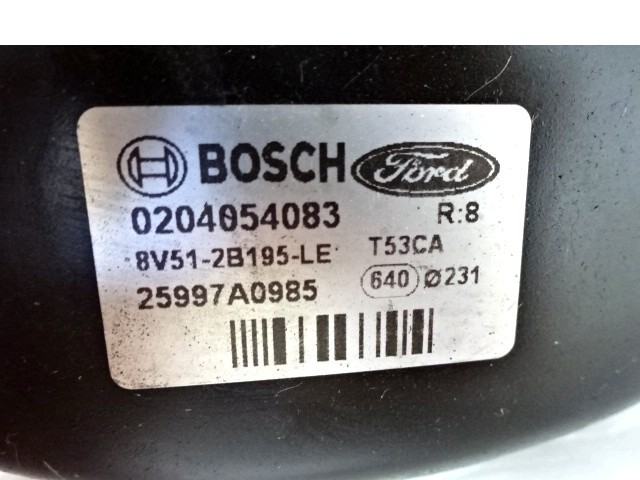 BOSCH Ford
0204054083 R:8
8V51-2B195-LE T53CA
25997A0985 640 Ø231